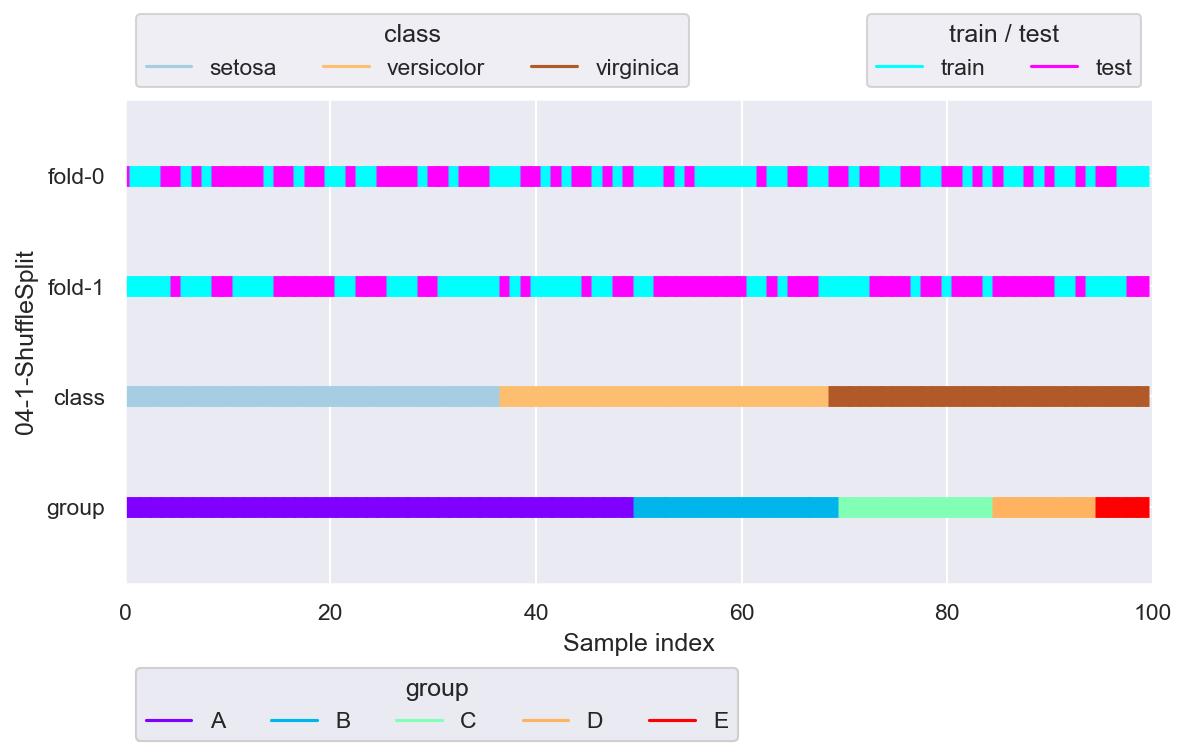 class
setosa versicolor virginica
train / test
train test
04-1-ShuffleSplit
fold-0
fold-1
class
group
0 20 40 60 80 100
Sample index
group
A B C D E